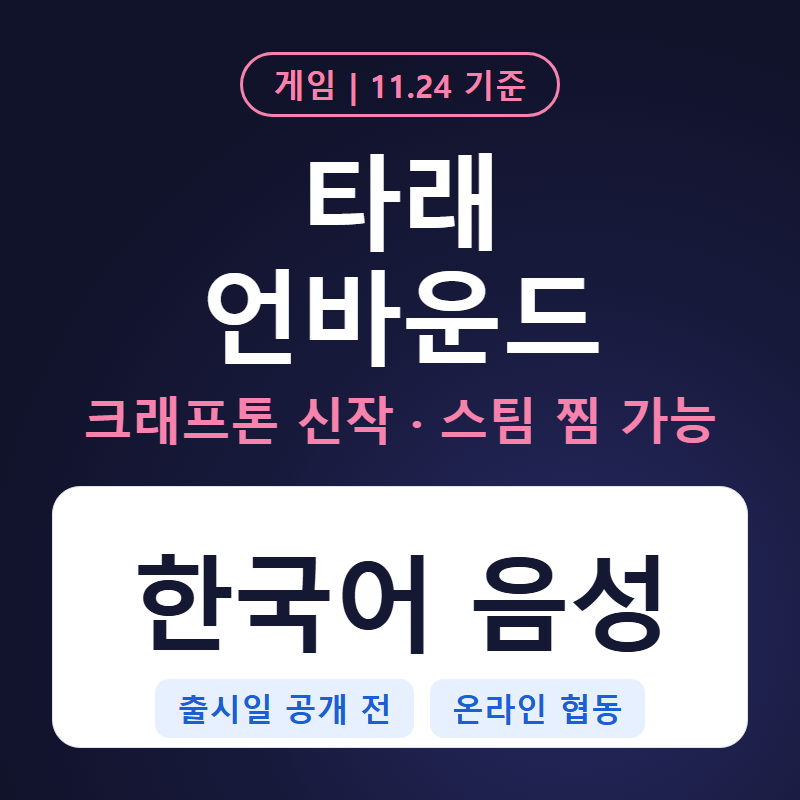 게임 | 11.24 기준
타래
언바운드
크래프톤 신작 · 스팀 찜 가능
한국어 음성
출시일 공개 전 온라인 협동